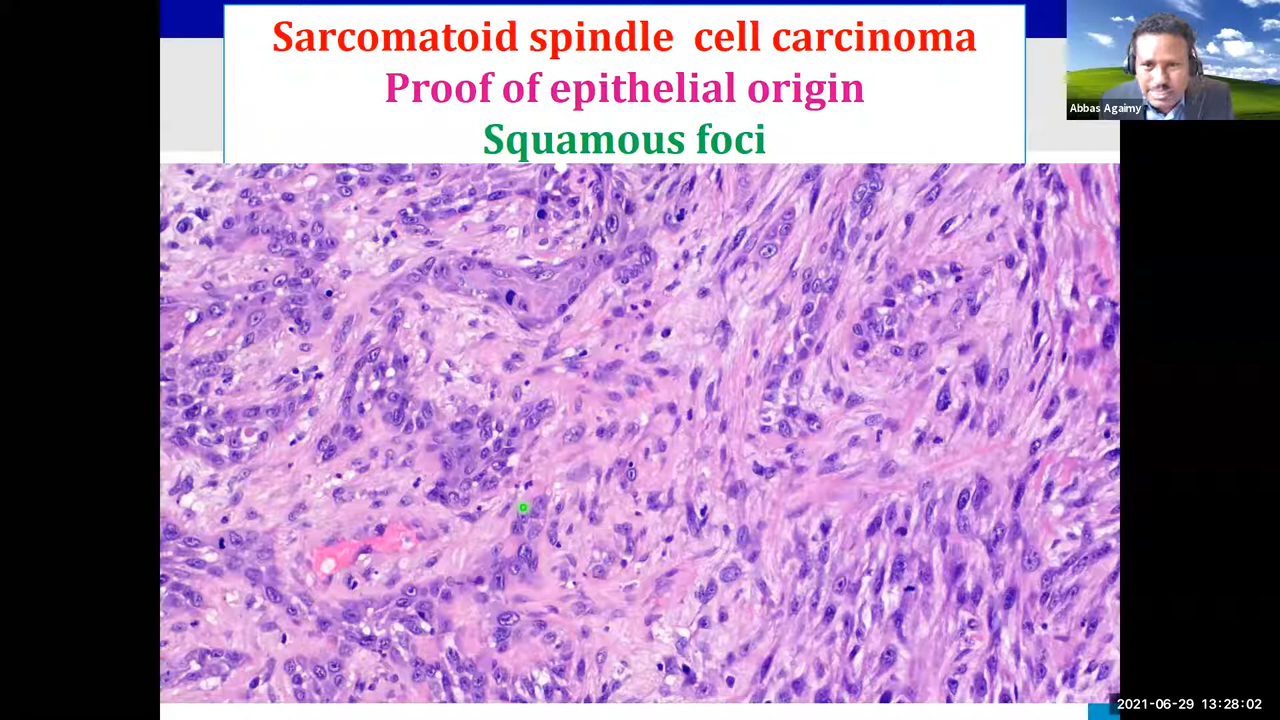 Sarcomatoid spindle cell carcinoma
Proof of epithelial origin
Squamous foci
Abbas Agaimy
2021-06-29 13:28:02